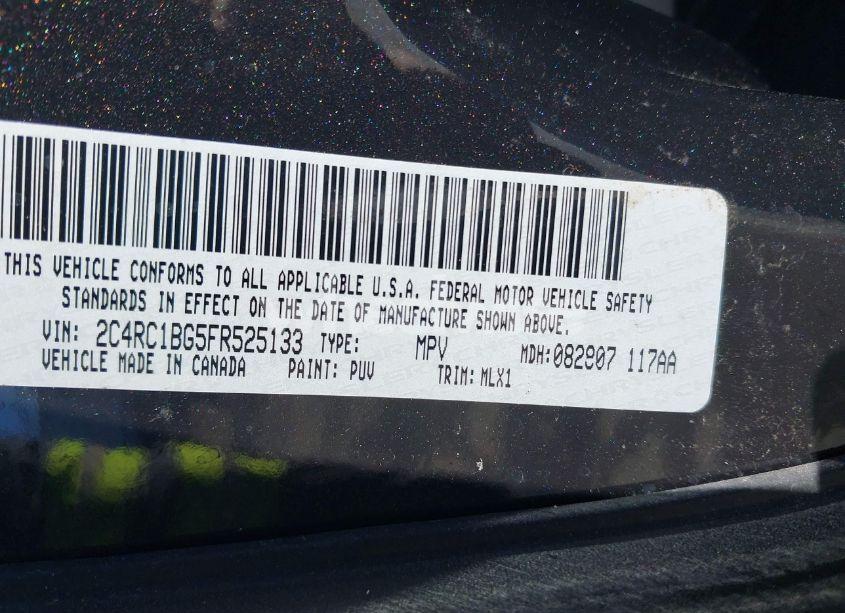 THIS VEHICLE CONFORMS TO ALL APPLICABLE U.S.A. FEDERAL MOTOR VEHICLE SAFETY
STANDARDS IN EFFECT ON THE DATE OF MANUFACTURE SHOWN ABOVE.
VIN: 2C4RC1BG5FR525133 TYPE: MPV MDH:082807 117AA
VEHICLE MADE IN CANADA PAINT: PUV TRIM: MLX1